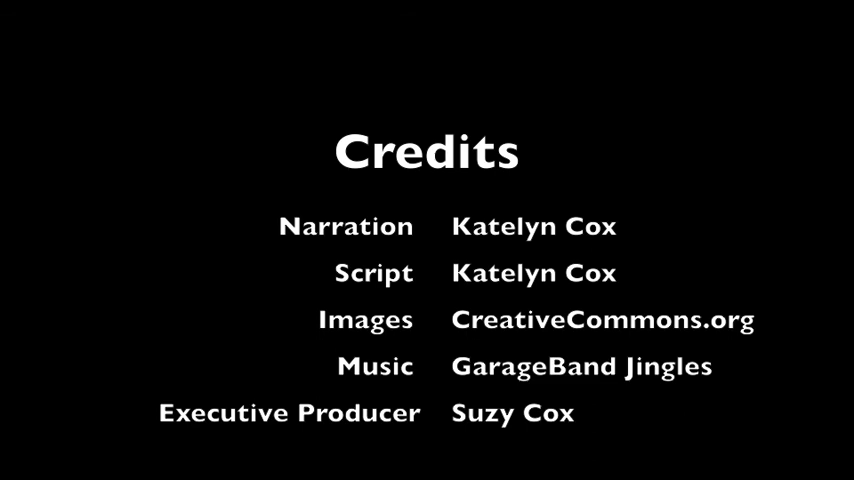 Credits
Narration Katelyn Cox
Script Katelyn Cox
Images CreativeCommons.org
Music GarageBand Jingles
Executive Producer Suzy Cox